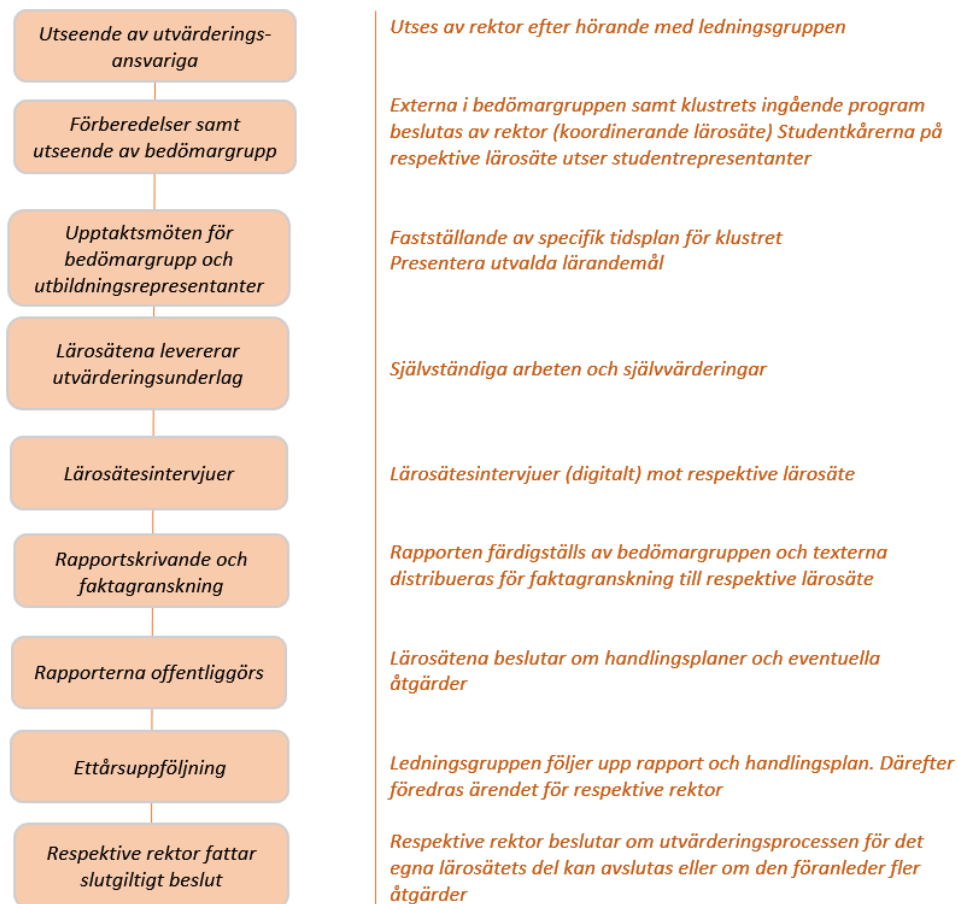 Utseende av utvärderings-
ansvariga
Utses av rektor efter hörande med ledningsgruppen
Förberedelser samt
utseende av bedömargrupp
Externa i bedömargruppen samt klustrets ingående program
beslutas av rektor (koordinerande lärosäte) Studentkårerna på
respektive lärosäte utser studentrepresentanter
Upptaktsmöten för
bedömargrupp och
utbildningsrepresentanter
Fastställande av specifik tidsplan för klustret
Presentera utvalda lärandemål
Lärosätena levererar
utvärderingsunderlag
Självständiga arbeten och självvärderingar
Lärosätesintervjuer
Lärosätesintervjuer (digitalt) mot respektive lärosäte
Rapportskrivande och
faktagranskning
Rapporten färdigställs av bedömargruppen och texterna
distribueras för faktagranskning till respektive lärosäte
Rapporterna offentliggörs
Lärosätena beslutar om handlingsplaner och eventuella
åtgärder
Ettårsuppföljning
Ledningsgruppen följer upp rapport och handlingsplan. Därefter
föredras ärendet för respektive rektor
Respektive rektor fattar
slutgiltigt beslut
Respektive rektor beslutar om utvärderingsprocessen för det
egna lärosätets del kan avslutas eller om den föranleder fler
åtgärder